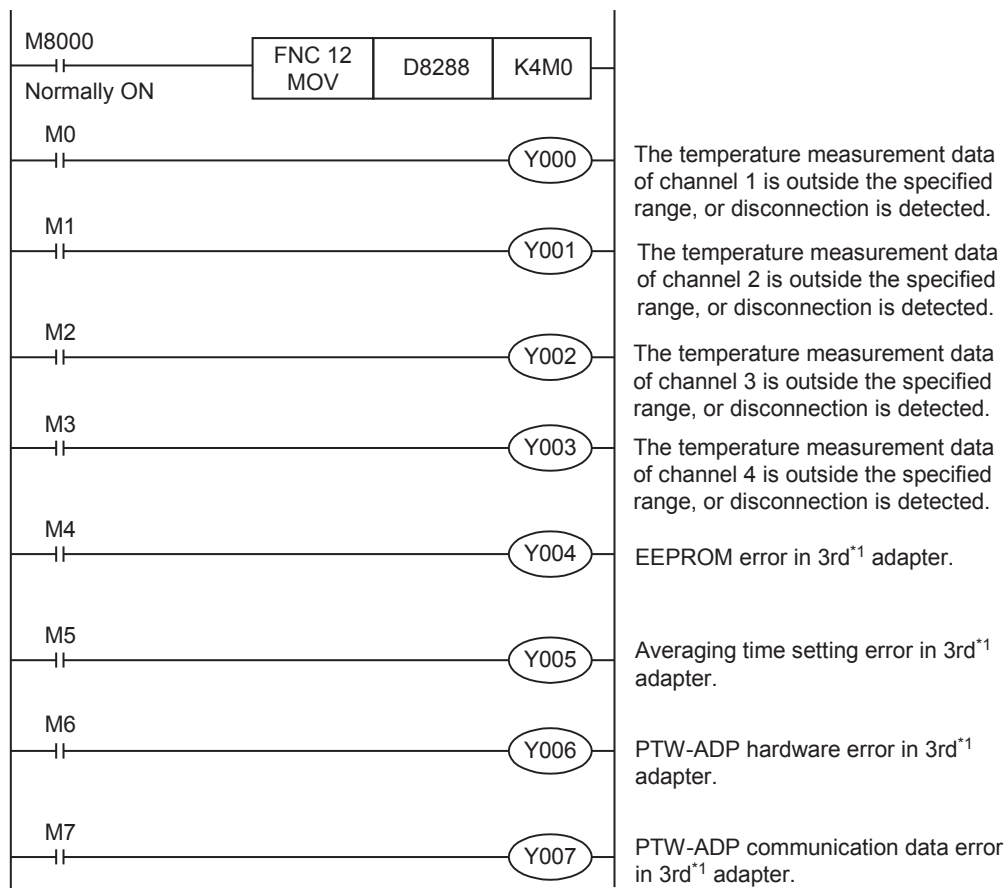 M8000
FNC 12
MOV
D8288
K4M0
Normally ON
M0
Y000
The temperature measurement data
of channel 1 is outside the specified
range, or disconnection is detected.
M1
Y001
The temperature measurement data
of channel 2 is outside the specified
range, or disconnection is detected.
M2
Y002
The temperature measurement data
of channel 3 is outside the specified
range, or disconnection is detected.
M3
Y003
The temperature measurement data
of channel 4 is outside the specified
range, or disconnection is detected.
M4
Y004
EEPROM error in 3rd*1 adapter.
M5
Y005
Averaging time setting error in 3rd*1
adapter.
M6
Y006
PTW-ADP hardware error in 3rd*1
adapter.
M7
Y007
PTW-ADP communication data error
in 3rd*1 adapter.